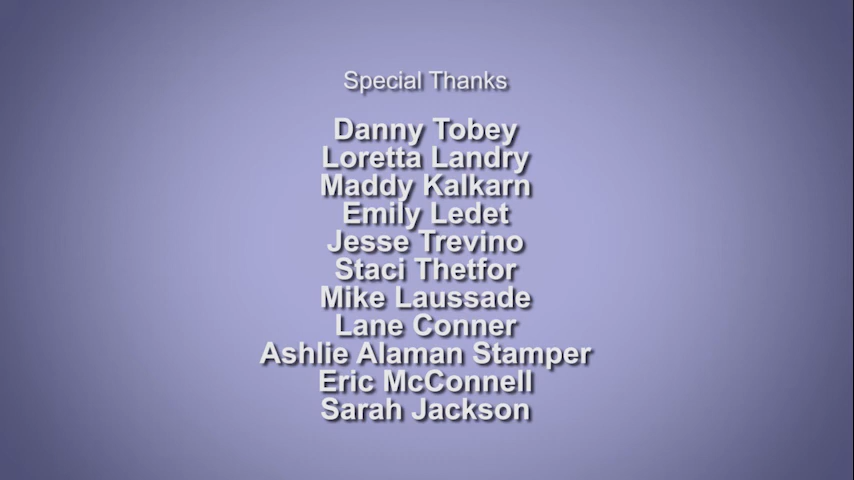 Special Thanks
Danny Tobey
Loretta Landry
Maddy Kalkarn
Emily Ledet
Jesse Trevino
Staci Thetfor
Mike Laussade
Lane Conner
Ashlie Alaman Stamper
Eric McConnell
Sarah Jackson